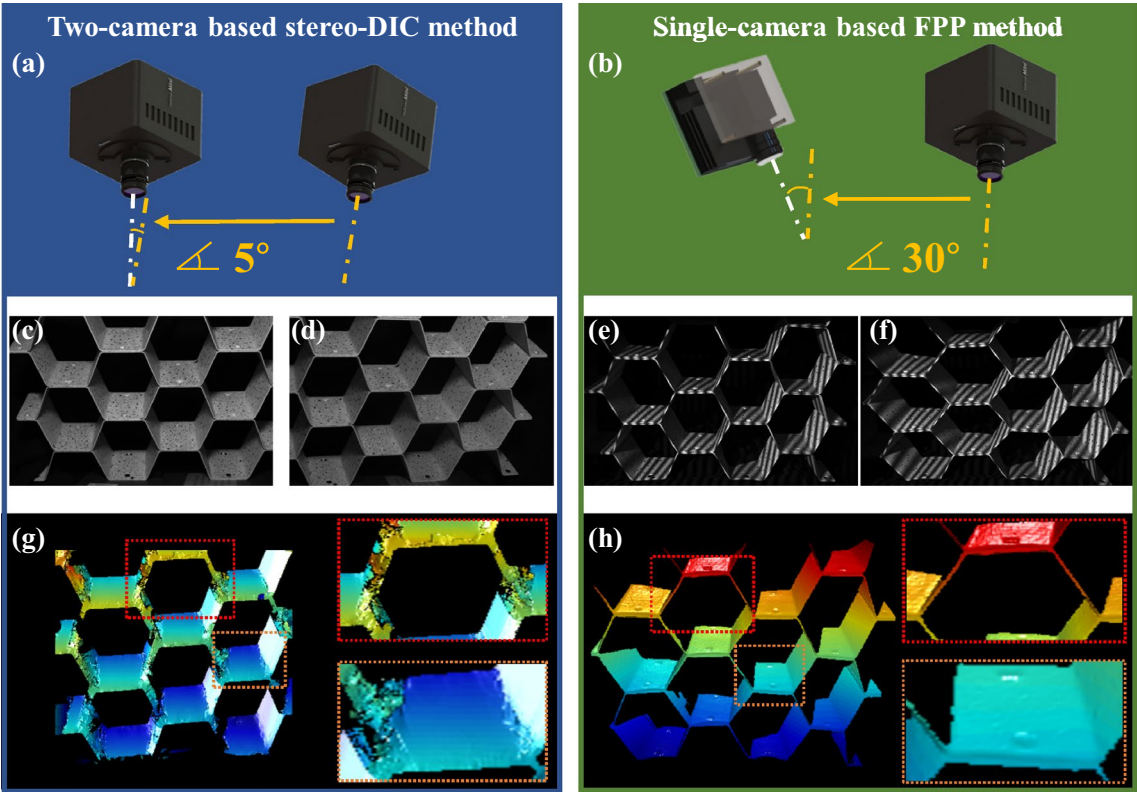 Two-camera based stereo-DIC method
Single-camera based FPP method
(a)
(b)
∡ 5°
∡ 30°
(c)
(d)
(e)
(f)
(g)
(h)